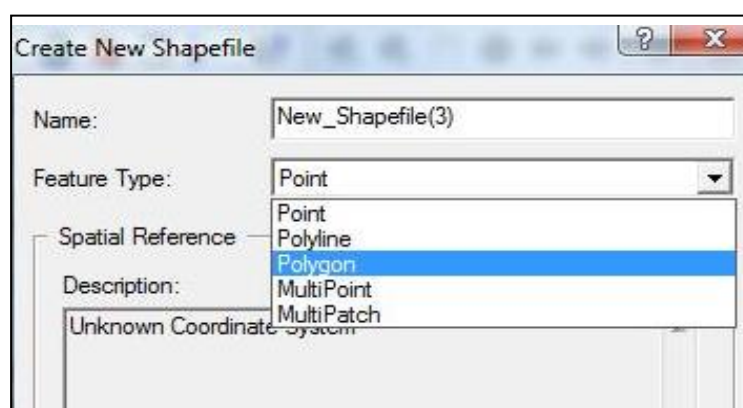 Create New Shapefile
Name: New_Shapefile(3)
Feature Type: Point
Point
Polyline
Spatial Reference
Polygon
Description:
MultiPoint
MultiPatch
Unknown Coordinate System